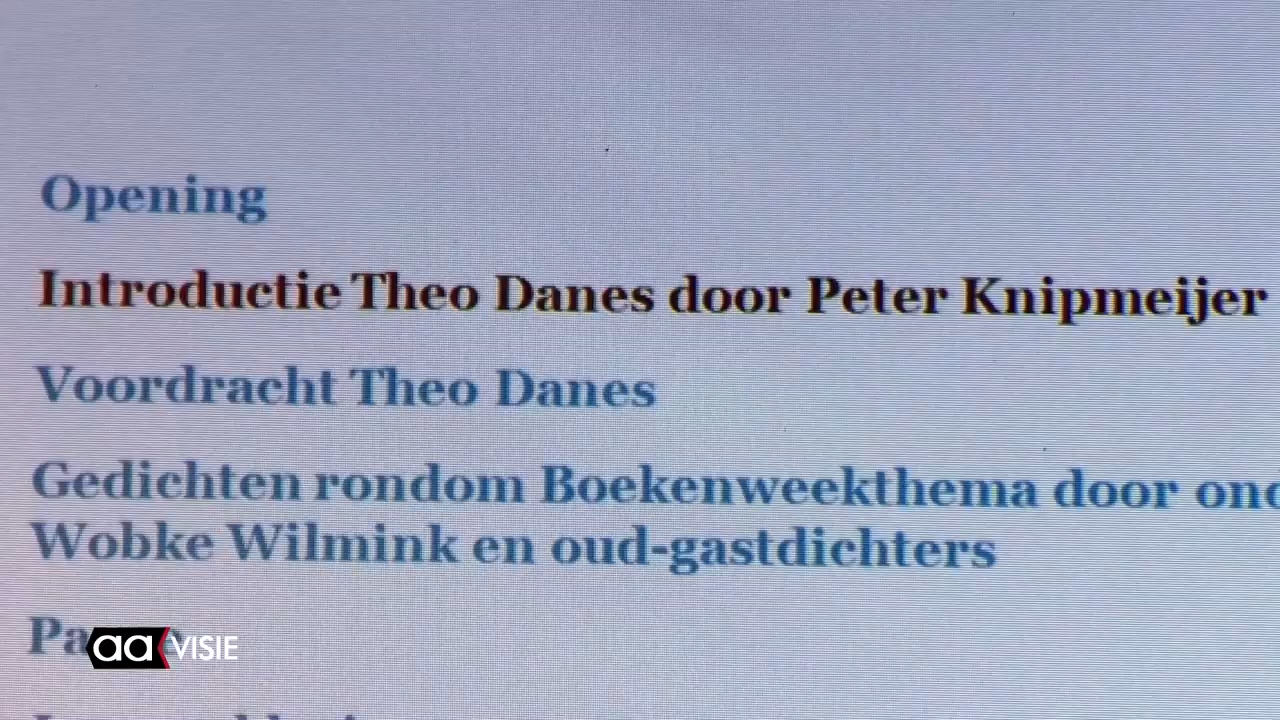 Opening
Introductie Theo Danes door Peter Knipmeijer
Voordracht Theo Danes
Gedichten rondom Boekenweekthema door
Wobke Wilmink en oud-gastdichters
aa VISIE